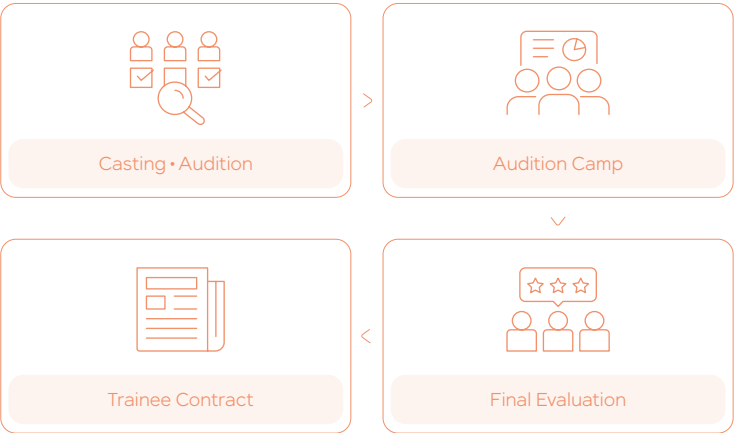 Casting • Audition
Audition Camp
Final Evaluation
Trainee Contract